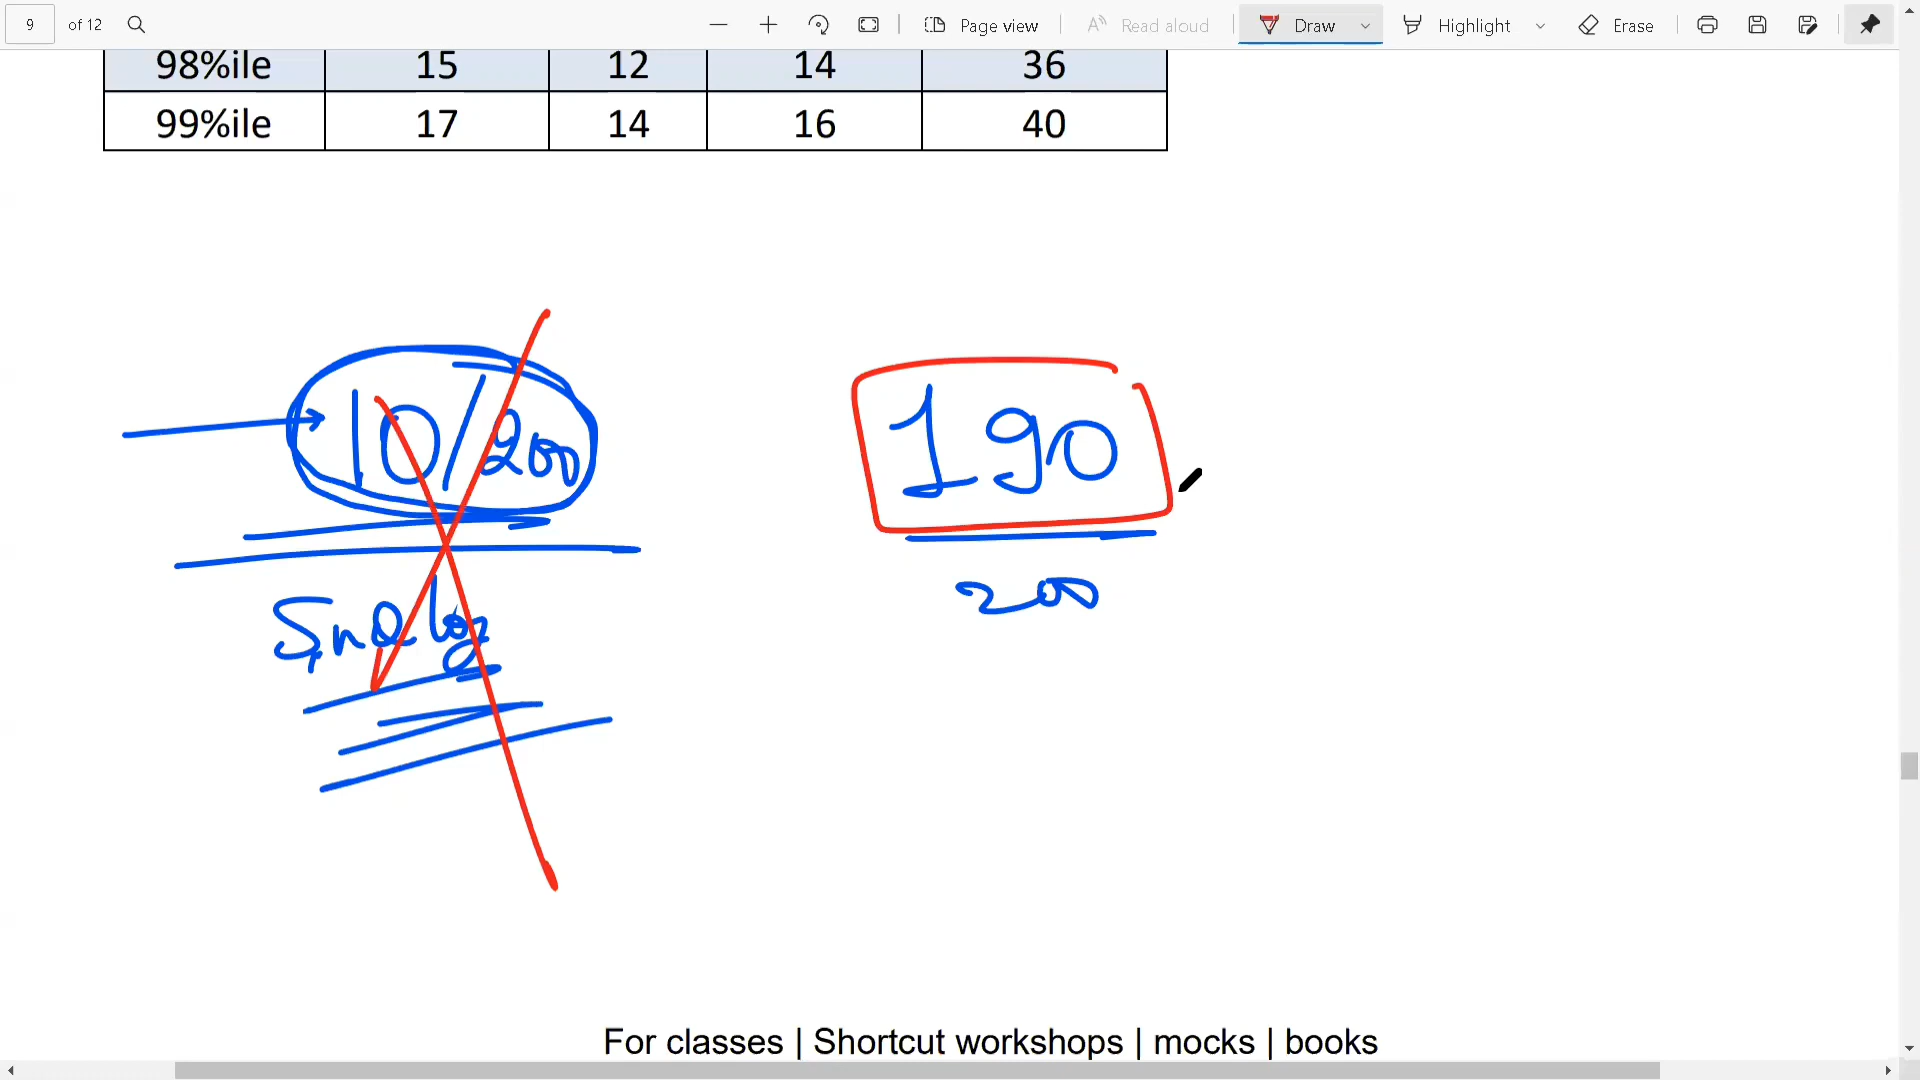 9 of 12 Page view Read aloud Draw Highlight Erase
98%ile 15 12 14 36
99%ile 17 14 16 40
10/200
190
200
For classes | Shortcut workshops | mocks | books